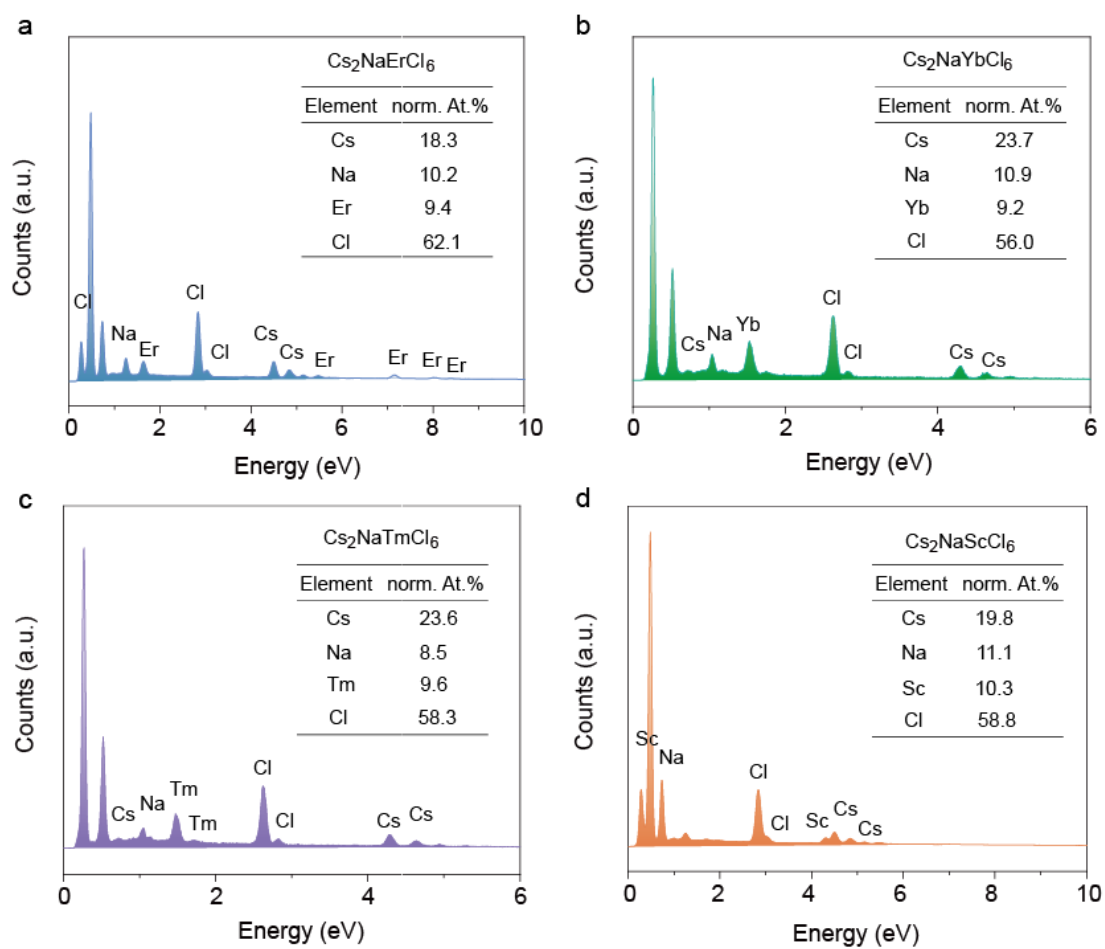 a
Cs₂NaErCl₆
Element norm. At.%
Cs 18.3
Na 10.2
Er 9.4
Cl 62.1
Cl
Na
Er
Cl
Cl
Cs
Cs
Er
Er
Er
Er
Counts (a.u.)
0 2 4 6 8 10
Energy (eV)
b
Cs₂NaYbCl₆
Element norm. At.%
Cs 23.7
Na 10.9
Yb 9.2
Cl 56.0
Cs
Na
Yb
Cl
Cl
Cs
Cs
Counts (a.u.)
0 2 4 6
Energy (eV)
c
Cs₂NaTmCl₆
Element norm. At.%
Cs 23.6
Na 8.5
Tm 9.6
Cl 58.3
Cs
Na
Tm
Tm
Cl
Cl
Cs
Cs
Counts (a.u.)
0 2 4 6
Energy (eV)
d
Cs₂NaScCl₆
Element norm. At.%
Cs 19.8
Na 11.1
Sc 10.3
Cl 58.8
Sc
Na
Cl
Cl
Sc
Cs
Cs
Counts (a.u.)
0 2 4 6 8 10
Energy (eV)